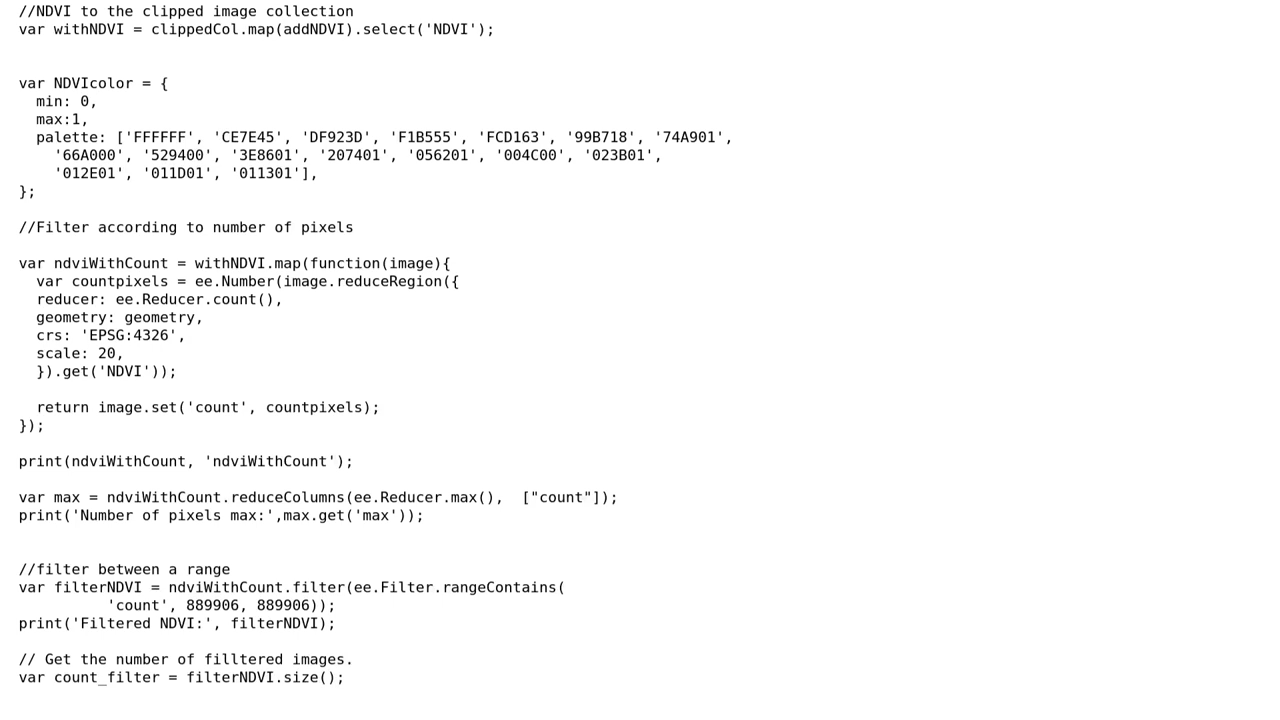 //NDVI to the clipped image collection
var withNDVI = clippedCol.map(addNDVI).select('NDVI');
var NDVIcolor = {
  min: 0,
  max:1,
  palette: ['FFFFFF', 'CE7E45', 'DF923D', 'F1B555', 'FCD163', '99B718', '74A901',
    '66A000', '529400', '3E8601', '207401', '056201', '004C00', '023B01',
    '012E01', '011D01', '011301'],
};
//Filter according to number of pixels
var ndviWithCount = withNDVI.map(function(image){
  var countpixels = ee.Number(image.reduceRegion({
  reducer: ee.Reducer.count(),
  geometry: geometry,
  crs: 'EPSG:4326',
  scale: 20,
  }).get('NDVI'));
  return image.set('count', countpixels);
});
print(ndviWithCount, 'ndviWithCount');
var max = ndviWithCount.reduceColumns(ee.Reducer.max(),  ["count"]);
print('Number of pixels max:',max.get('max'));
//filter between a range
var filterNDVI = ndviWithCount.filter(ee.Filter.rangeContains(
          'count', 889906, 889906));
print('Filtered NDVI:', filterNDVI);
// Get the number of filltered images.
var count_filter = filterNDVI.size();